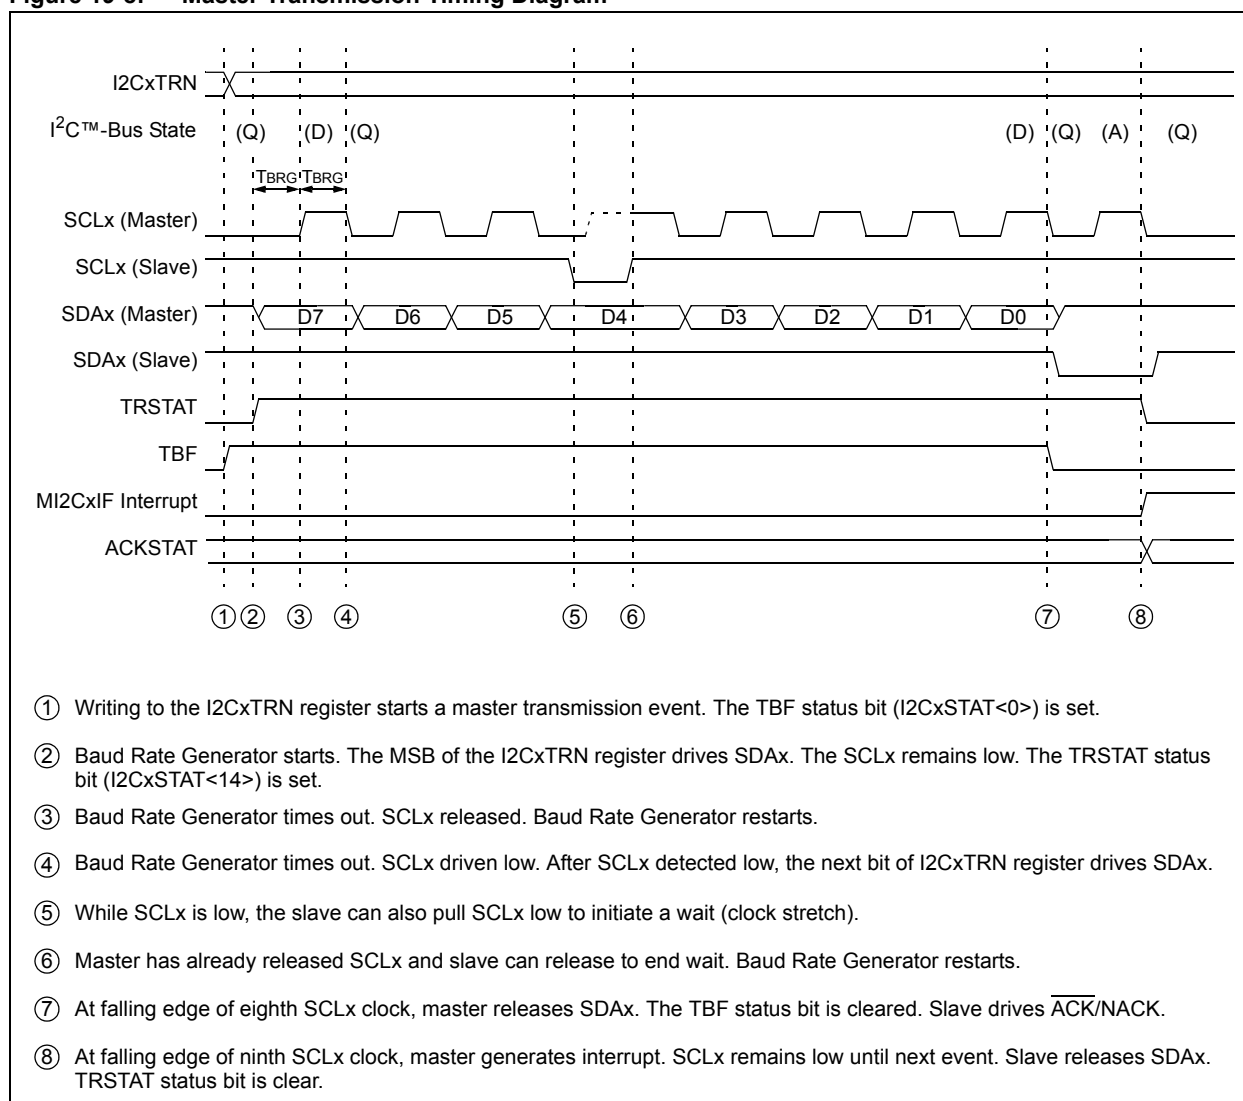 Figure 19-8: Master Transmission Timing Diagram
I2CxTRN
I2C™-Bus State (Q) (D) (Q) (D) (Q) (A) (Q)
TBRG TBRG
SCLx (Master)
SCLx (Slave)
SDAx (Master) D7 D6 D5 D4 D3 D2 D1 D0
SDAx (Slave)
TRSTAT
TBF
MI2CxIF Interrupt
ACKSTAT
1 2 3 4 5 6 7 8
1 Writing to the I2CxTRN register starts a master transmission event. The TBF status bit (I2CxSTAT<0>) is set.
2 Baud Rate Generator starts. The MSB of the I2CxTRN register drives SDAx. The SCLx remains low. The TRSTAT status
bit (I2CxSTAT<14>) is set.
3 Baud Rate Generator times out. SCLx released. Baud Rate Generator restarts.
4 Baud Rate Generator times out. SCLx driven low. After SCLx detected low, the next bit of I2CxTRN register drives SDAx.
5 While SCLx is low, the slave can also pull SCLx low to initiate a wait (clock stretch).
6 Master has already released SCLx and slave can release to end wait. Baud Rate Generator restarts.
7 At falling edge of eighth SCLx clock, master releases SDAx. The TBF status bit is cleared. Slave drives ACK/NACK.
8 At falling edge of ninth SCLx clock, master generates interrupt. SCLx remains low until next event. Slave releases SDAx.
TRSTAT status bit is clear.